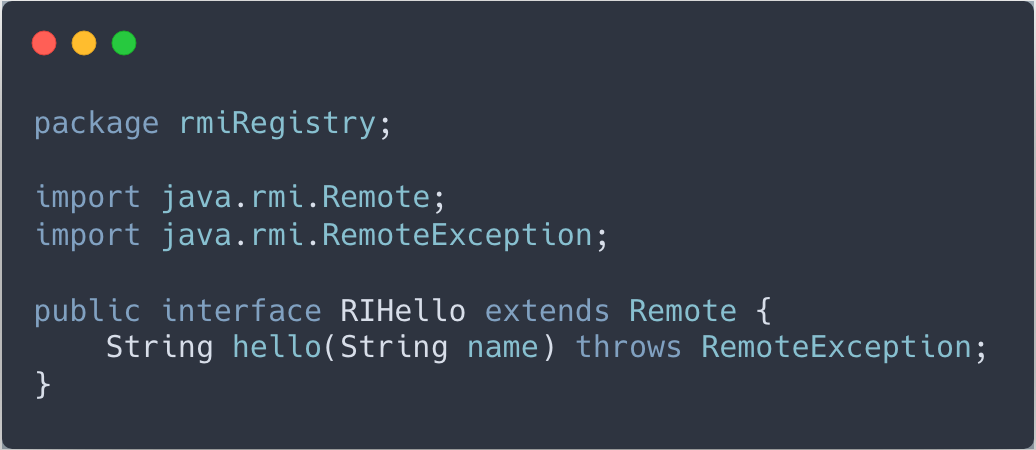 package rmiRegistry;
import java.rmi.Remote;
import java.rmi.RemoteException;
public interface RIHello extends Remote {
    String hello(String name) throws RemoteException;
}